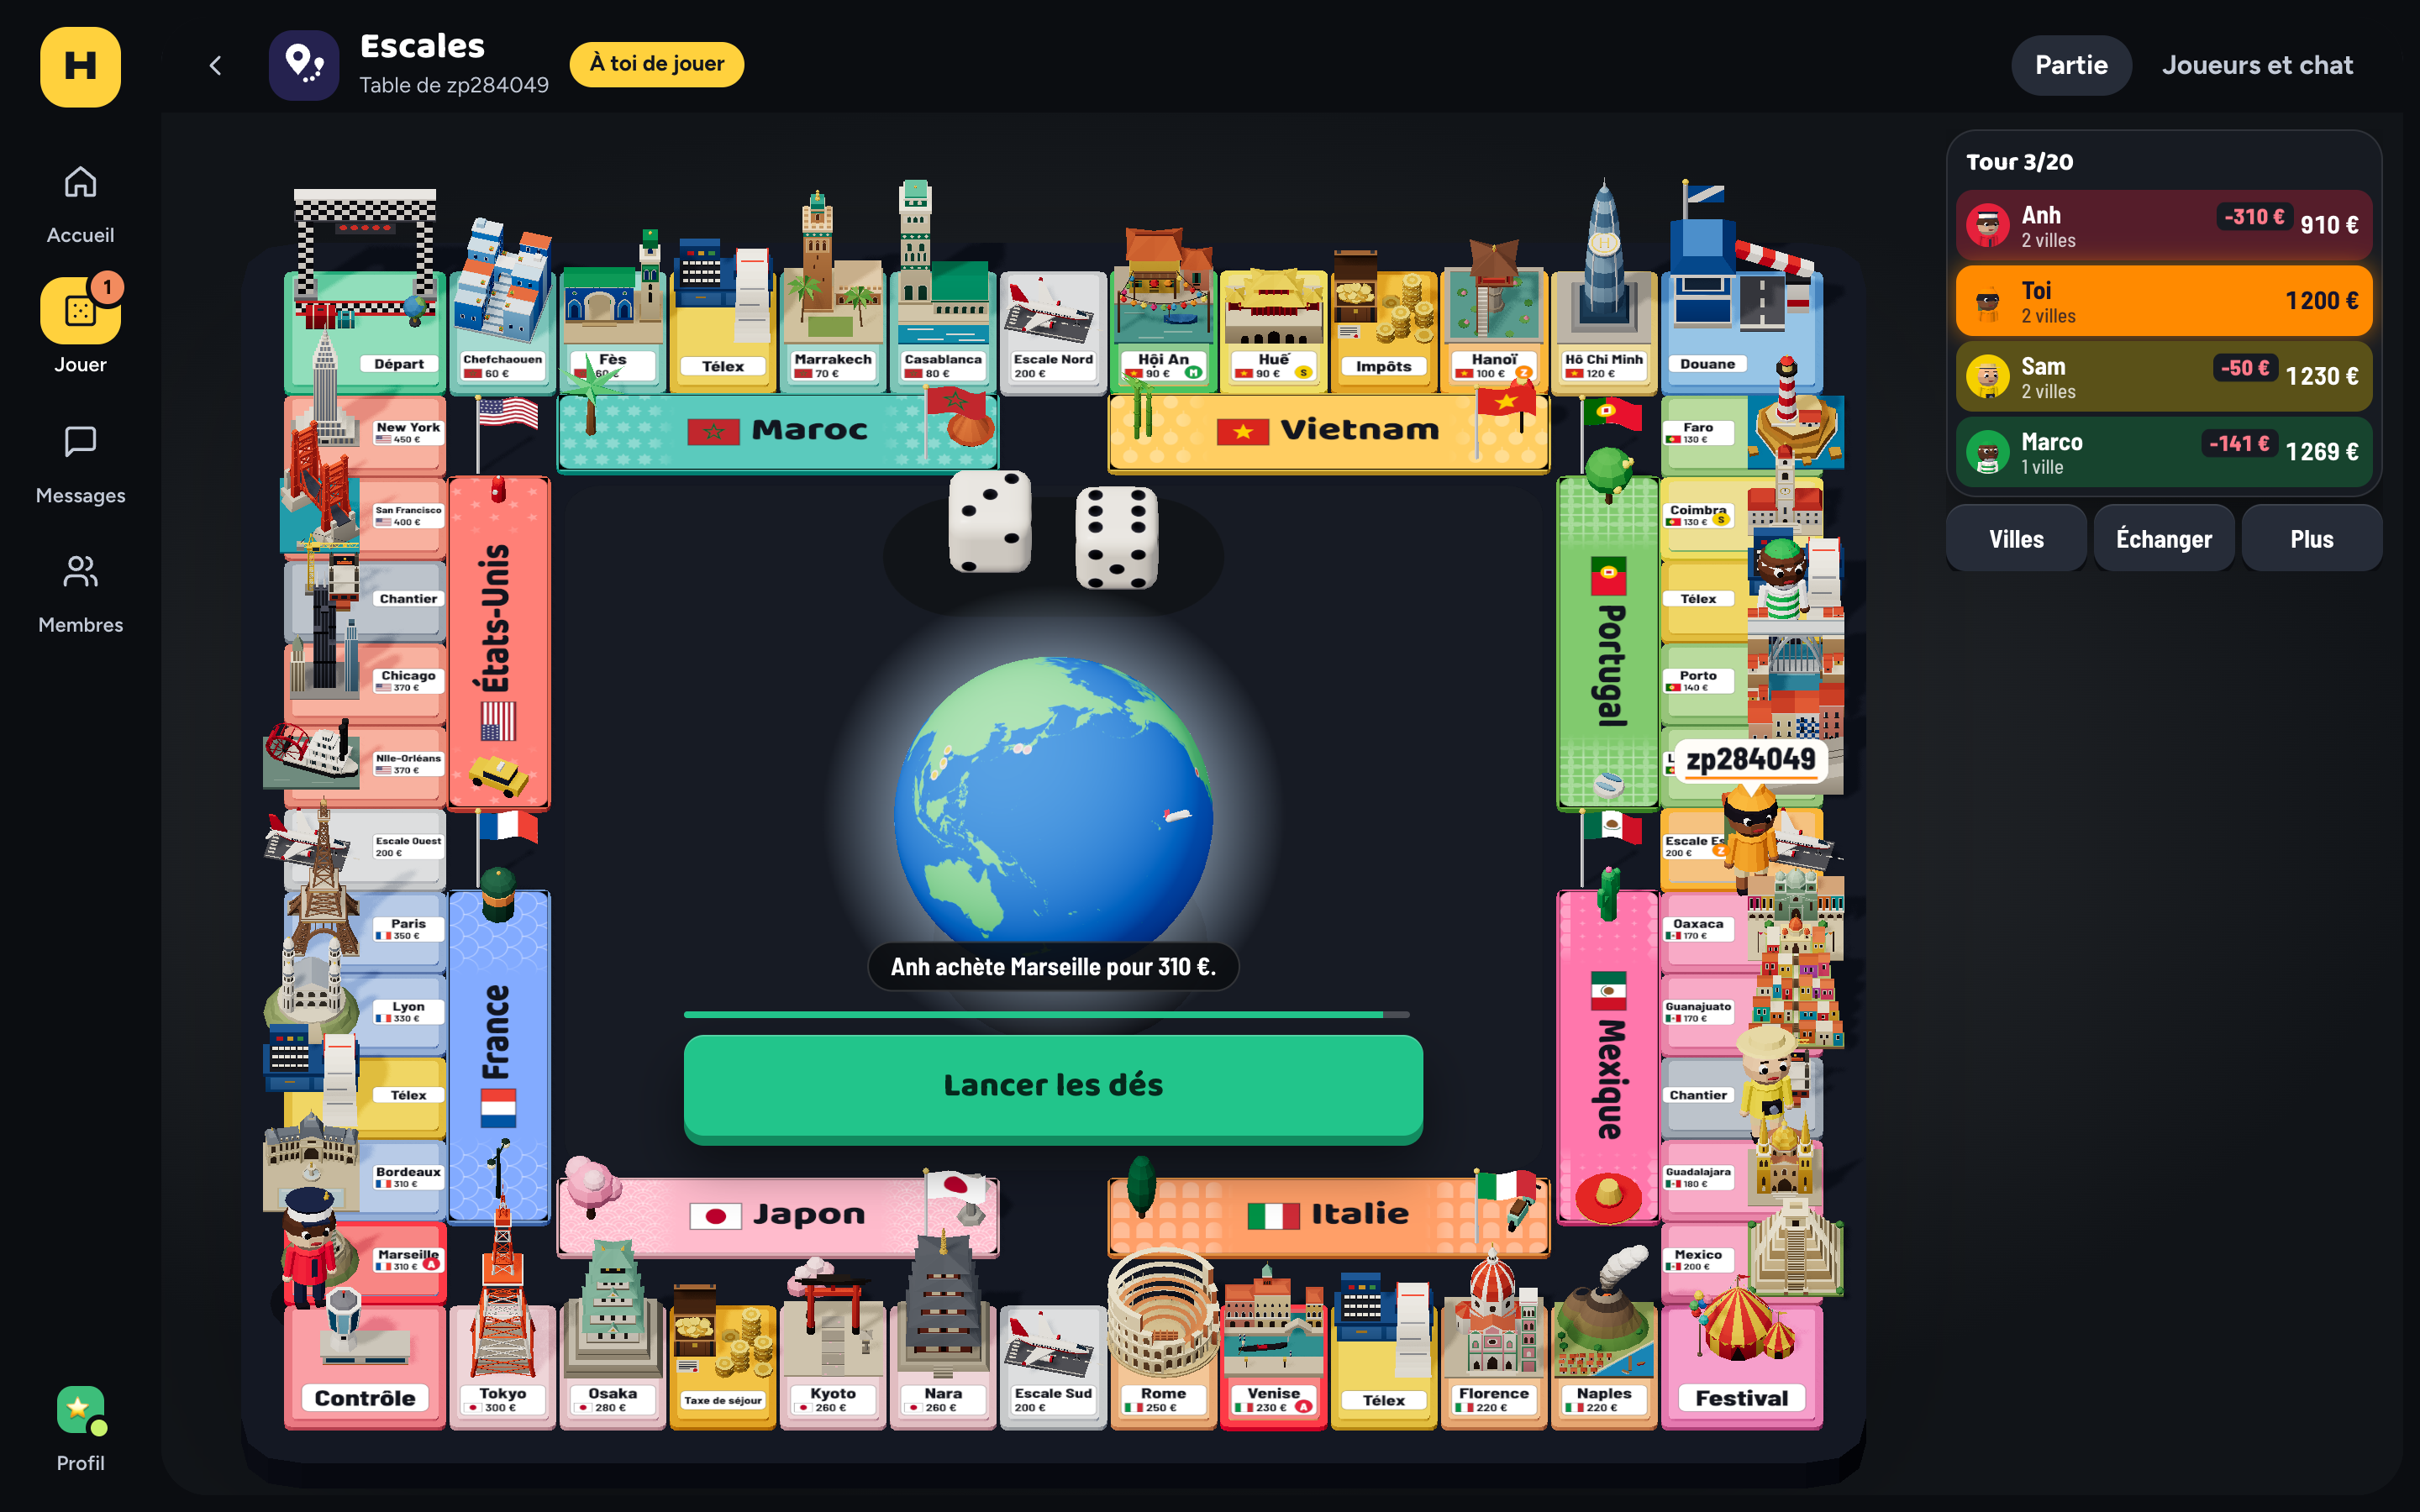 H
Escales
Table de zp284049
À toi de jouer
Partie
Joueurs et chat
Accueil
1
Jouer
Messages
Membres
Profil
Tour 3/20
Anh
2 villes
-310 €
910 €
Toi
2 villes
1 200 €
Sam
2 villes
-50 €
1 230 €
Marco
1 ville
-141 €
1 269 €
Villes
Échanger
Plus
Départ
Chefchaouen
60 €
Fès
60 €
Télex
Marrakech
70 €
Casablanca
80 €
Escale Nord
200 €
Hội An
90 €
M
Huế
90 €
S
Impôts
Hanoï
100 €
Z
Hô Chi Minh
120 €
H
Douane
Maroc
Vietnam
New York
450 €
San Francisco
400 €
Chantier
Chicago
370 €
Nlle-Orléans
370 €
Escale Ouest
200 €
Paris
350 €
Lyon
330 €
Télex
Bordeaux
310 €
Marseille
310 €
A
États-Unis
France
Faro
130 €
Coimbra
130 €
S
Télex
Porto
140 €
zp284049
Escale
200 €
Oaxaca
170 €
Guanajuato
170 €
Chantier
Guadalajara
180 €
Mexico
200 €
Portugal
Mexique
Anh achète Marseille pour 310 €.
Lancer les dés
Japon
Italie
Contrôle
Tokyo
300 €
Osaka
280 €
Taxe de séjour
Kyoto
260 €
Nara
260 €
Escale Sud
200 €
Rome
250 €
Venise
230 €
A
Télex
Florence
220 €
Naples
220 €
Festival